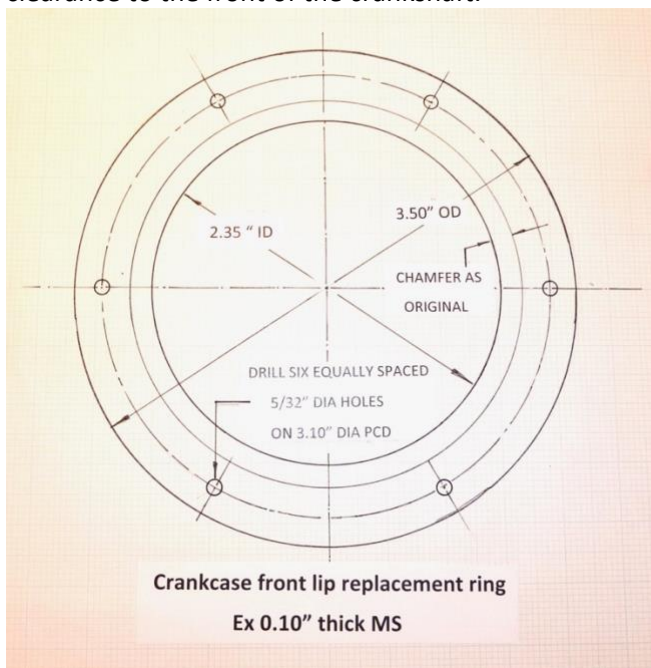 clearance to the front of the crankshaft.
2.35 " ID
3.50" OD
CHAMFER AS
ORIGINAL
DRILL SIX EQUALLY SPACED
5/32" DIA HOLES
ON 3.10" DIA PCD
Crankcase front lip replacement ring
Ex 0.10" thick MS